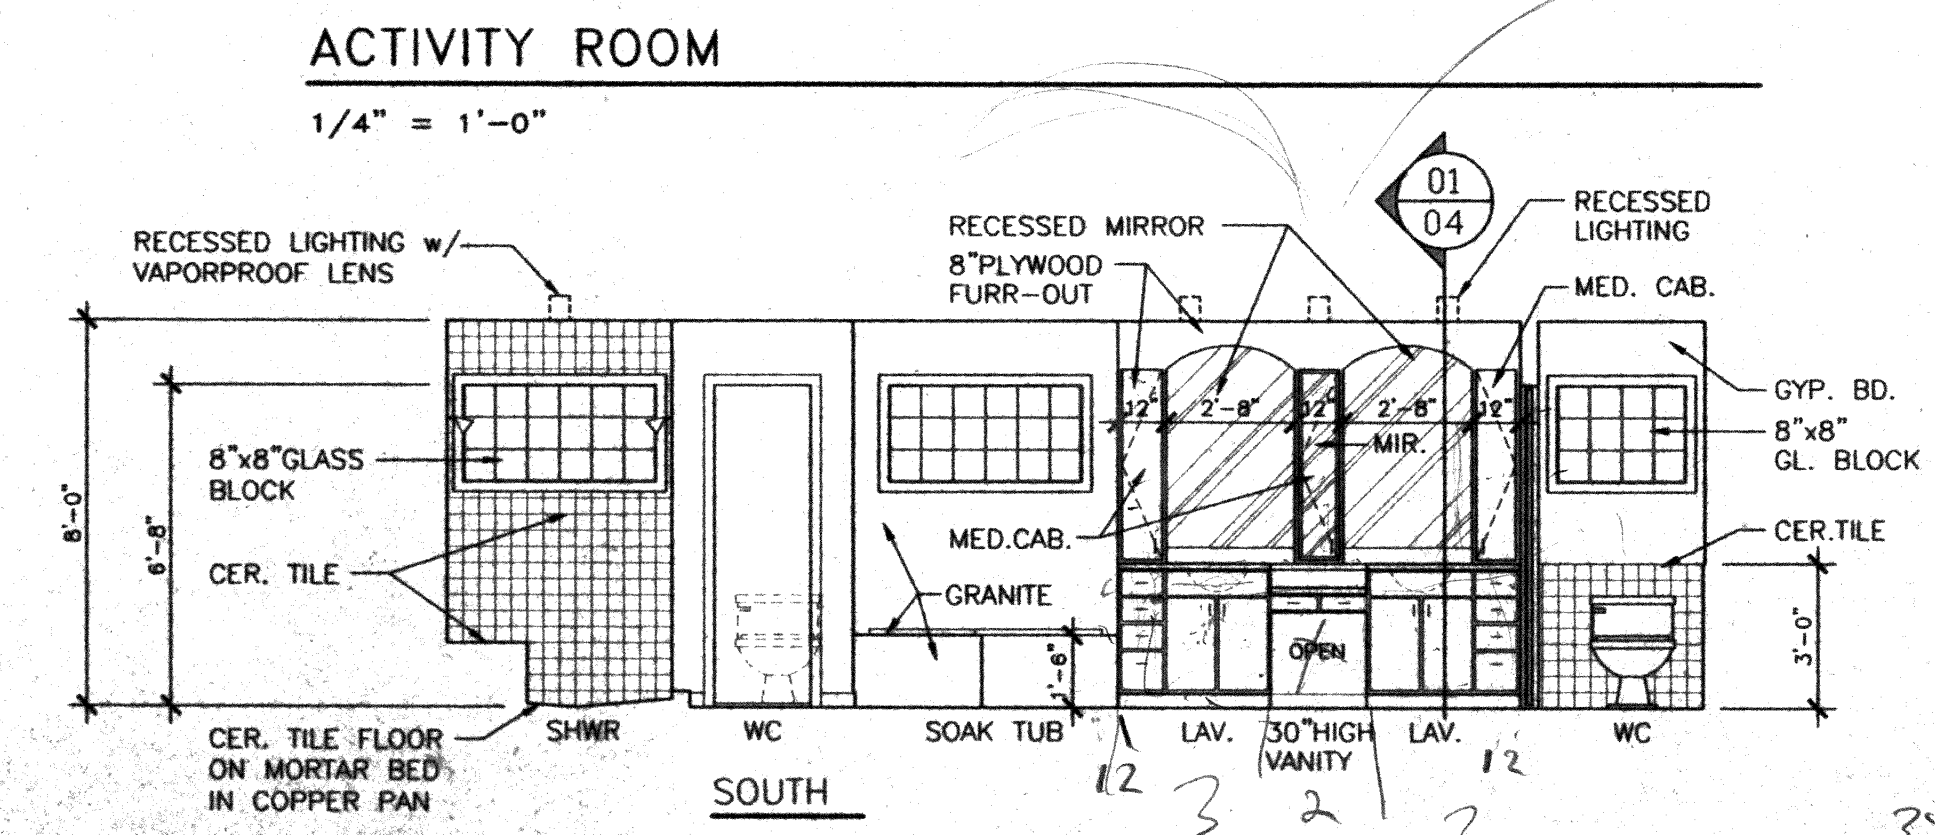 ACTIVITY ROOM
1/4" = 1'-0"
RECESSED LIGHTING w/
VAPORPROOF LENS
RECESSED MIRROR
8"PLYWOOD
FURR-OUT
01
04
RECESSED
LIGHTING
MED. CAB.
GYP. BD.
8"x8"
GL. BLOCK
12"
2'-8"
12"
2'-8"
12"
MIR.
8"x8"GLASS
BLOCK
8'-0"
6'-8"
MED.CAB.
CER.TILE
CER. TILE
GRANITE
1'-6"
OPEN
3'-0"
SHWR
WC
SOAK TUB
LAV.
30"HIGH
VANITY
LAV.
WC
CER. TILE FLOOR
ON MORTAR BED
IN COPPER PAN
SOUTH
12
3
2
12